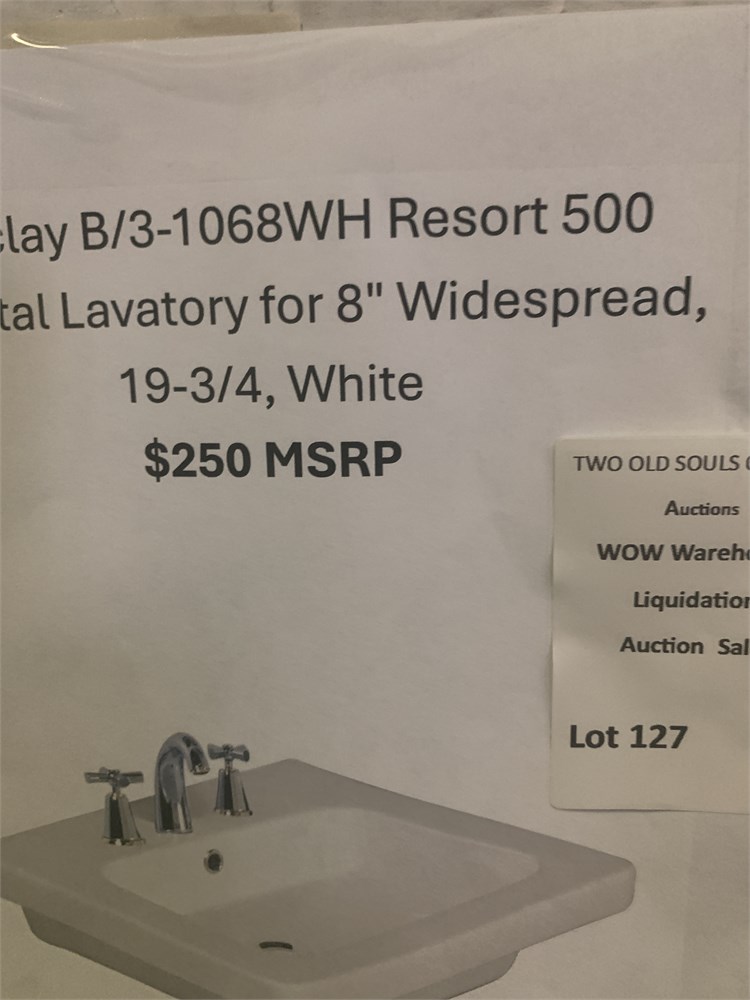 clay B/3-1068WH Resort 500
tal Lavatory for 8" Widespread,
19-3/4, White
$250 MSRP
TWO OLD SOULS
Auctions
WOW Wareho
Liquidation
Auction Sal
Lot 127